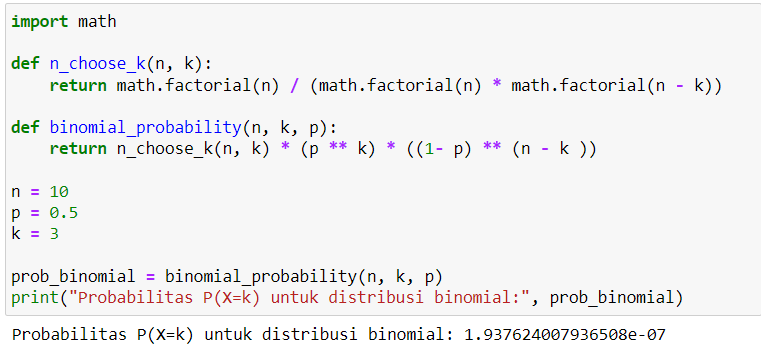 import math
def n_choose_k(n, k):
    return math.factorial(n) / (math.factorial(n) * math.factorial(n - k))
def binomial_probability(n, k, p):
    return n_choose_k(n, k) * (p ** k) * ((1- p) ** (n - k ))
n = 10
p = 0.5
k = 3
prob_binomial = binomial_probability(n, k, p)
print("Probabilitas P(X=k) untuk distribusi binomial:", prob_binomial)
Probabilitas P(X=k) untuk distribusi binomial: 1.937624007936508e-07